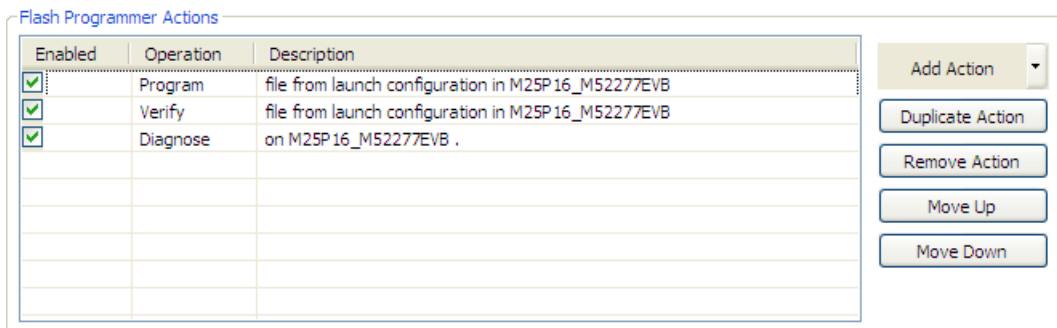 Flash Programmer Actions
Enabled Operation Description
Program file from launch configuration in M25P16_M52277EVB
Verify file from launch configuration in M25P16_M52277EVB
Diagnose on M25P16_M52277EVB .
Add Action
Duplicate Action
Remove Action
Move Up
Move Down